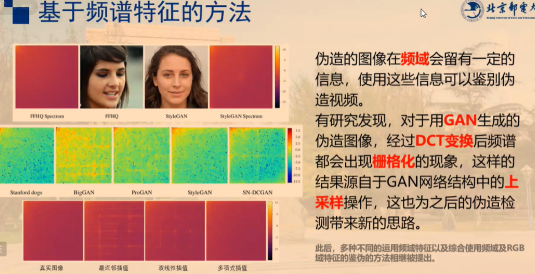 基于频谱特征的方法
北京邮电大
FFHQ Spectrum
FFHQ
StyleGAN
StyleGAN Spectrum
Stanford dogs
BigGAN
ProGAN
StyleGAN
SN-DCGAN
真实图像
最近邻插值
双线性插值
多项式插值
伪造的图像在频域会留有一定的
信息，使用这些信息可以鉴别伪
造视频。
有研究发现，对于用GAN生成的
伪造图像，经过DCT变换后频谱
都会出现栅格化的现象，这样的
结果源自于GAN网络结构中的上
采样操作，这也为之后的伪造检
测带来新的思路。
此后，多种不同的运用频域特征以及综合使用频域及RGB
域特征的鉴伪的方法相继被提出。